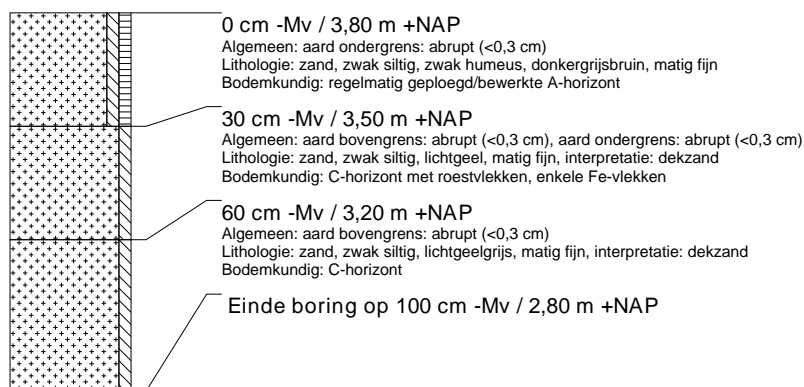 0 cm -Mv / 3,80 m +NAP
Algemeen: aard ondergrens: abrupt (<0,3 cm)
Lithologie: zand, zwak siltig, zwak humeus, donkergrijsbruin, matig fijn
Bodemkundig: regelmatig geploegd/bewerkte A-horizont
30 cm -Mv / 3,50 m +NAP
Algemeen: aard bovengrens: abrupt (<0,3 cm), aard ondergrens: abrupt (<0,3 cm)
Lithologie: zand, zwak siltig, lichtgeel, matig fijn, interpretatie: dekzand
Bodemkundig: C-horizont met roestvlekken, enkele Fe-vlekken
60 cm -Mv / 3,20 m +NAP
Algemeen: aard bovengrens: abrupt (<0,3 cm)
Lithologie: zand, zwak siltig, lichtgeelgrijs, matig fijn, interpretatie: dekzand
Bodemkundig: C-horizont
Einde boring op 100 cm -Mv / 2,80 m +NAP